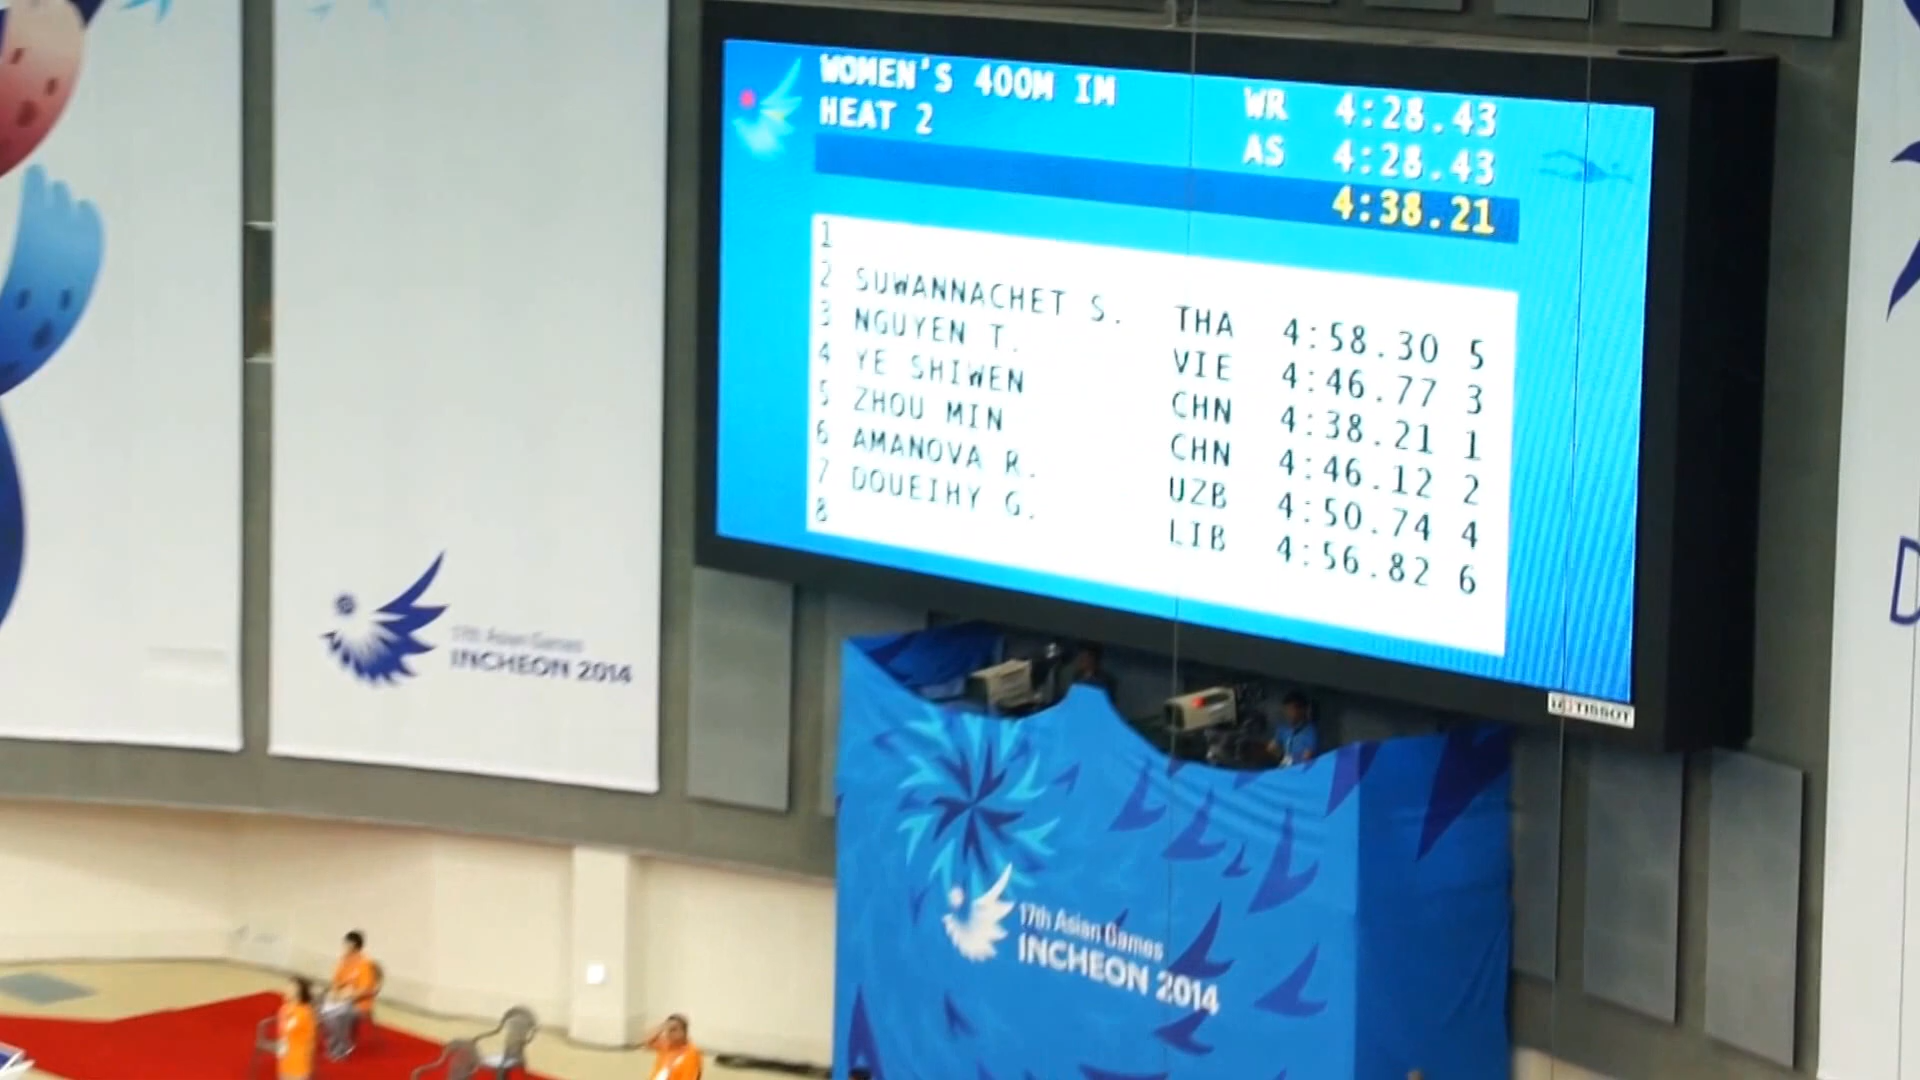 WOMEN'S 400M IM
HEAT 2
WR 4:28.43
AS 4:28.43
4:38.21
1
2 SUWANNACHET S. THA 4:58.30 5
3 NGUYEN T. VIE 4:46.77 3
4 YE SHIWEN CHN 4:38.21 1
5 ZHOU MIN CHN 4:46.12 2
6 AMANOVA R. UZB 4:50.74 4
7 DOUEIHY G. LIB 4:56.82 6
8
TISSOT
17th Asian Games
INCHEON 2014
17th Asian Games
INCHEON 2014